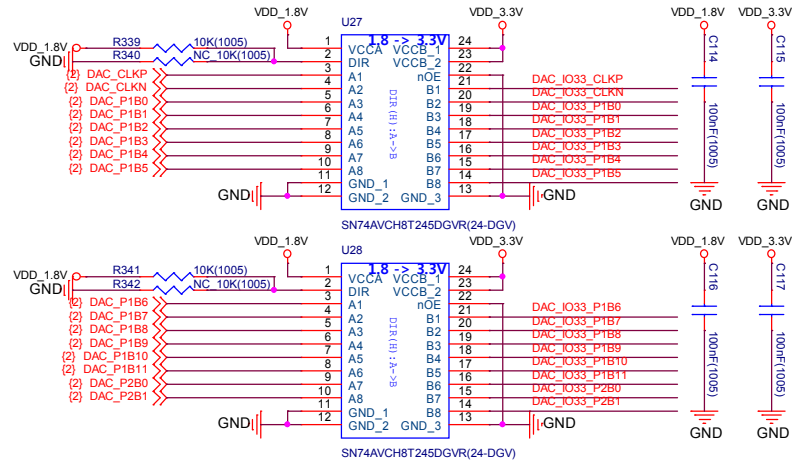 VDD_1.8V
U27
VDD_3.3V
VDD_1.8V
VDD_3.3V
VDD_1.8V
R339
10K(1005)
GND
R340
NC_10K(1005)
1.8 -> 3.3V
1
VCCA
VCCB_1
24
2
DIR
VCCB_2
23
3
A1
nOE
22
4
A2
B1
21
5
A3
B2
20
6
A4
B3
19
7
A5
B4
18
8
A6
B5
17
9
A7
B6
16
10
A8
B7
15
11
GND_1
B8
14
12
GND_2
GND_3
13
DIR(H):A->B
{2} DAC_CLKP
{2} DAC_CLKN
{2} DAC_P1B0
{2} DAC_P1B1
{2} DAC_P1B2
{2} DAC_P1B3
{2} DAC_P1B4
{2} DAC_P1B5
DAC_IO33_CLKP
DAC_IO33_CLKN
DAC_IO33_P1B0
DAC_IO33_P1B1
DAC_IO33_P1B2
DAC_IO33_P1B3
DAC_IO33_P1B4
DAC_IO33_P1B5
C114
100nF(1005)
C115
100nF(1005)
GND
GND
GND
GND
SN74AVCH8T245DGVR(24-DGV)
VDD_1.8V
U28
VDD_3.3V
VDD_1.8V
VDD_3.3V
VDD_1.8V
R341
10K(1005)
GND
R342
NC_10K(1005)
1.8 -> 3.3V
1
VCCA
VCCB_1
24
2
DIR
VCCB_2
23
3
A1
nOE
22
4
A2
B1
21
5
A3
B2
20
6
A4
B3
19
7
A5
B4
18
8
A6
B5
17
9
A7
B6
16
10
A8
B7
15
11
GND_1
B8
14
12
GND_2
GND_3
13
DIR(H):A->B
{2} DAC_P1B6
{2} DAC_P1B7
{2} DAC_P1B8
{2} DAC_P1B9
{2} DAC_P1B10
{2} DAC_P1B11
{2} DAC_P2B0
{2} DAC_P2B1
DAC_IO33_P1B6
DAC_IO33_P1B7
DAC_IO33_P1B8
DAC_IO33_P1B9
DAC_IO33_P1B10
DAC_IO33_P1B11
DAC_IO33_P2B0
DAC_IO33_P2B1
C116
100nF(1005)
C117
100nF(1005)
GND
GND
GND
GND
SN74AVCH8T245DGVR(24-DGV)